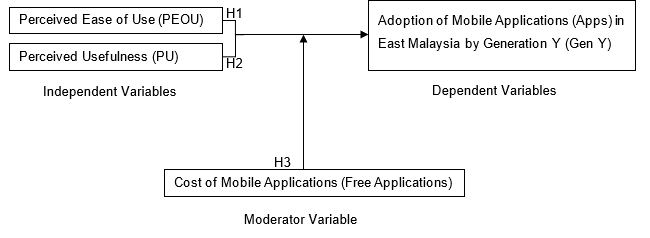 Perceived Ease of Use (PEOU)
H1
Adoption of Mobile Applications (Apps) in
East Malaysia by Generation Y (Gen Y)
Perceived Usefulness (PU)
H2
Independent Variables
Dependent Variables
H3
Cost of Mobile Applications (Free Applications)
Moderator Variable